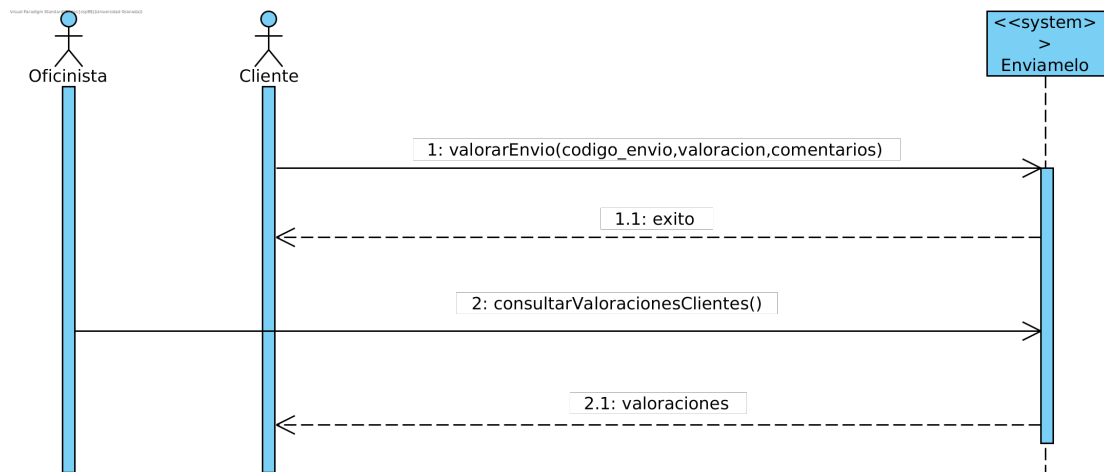 Oficinista
Cliente
<<system>
>
Enviamelo
1: valorarEnvio(codigo_envio,valoracion,comentarios)
1.1: exito
2: consultarValoracionesClientes()
2.1: valoraciones